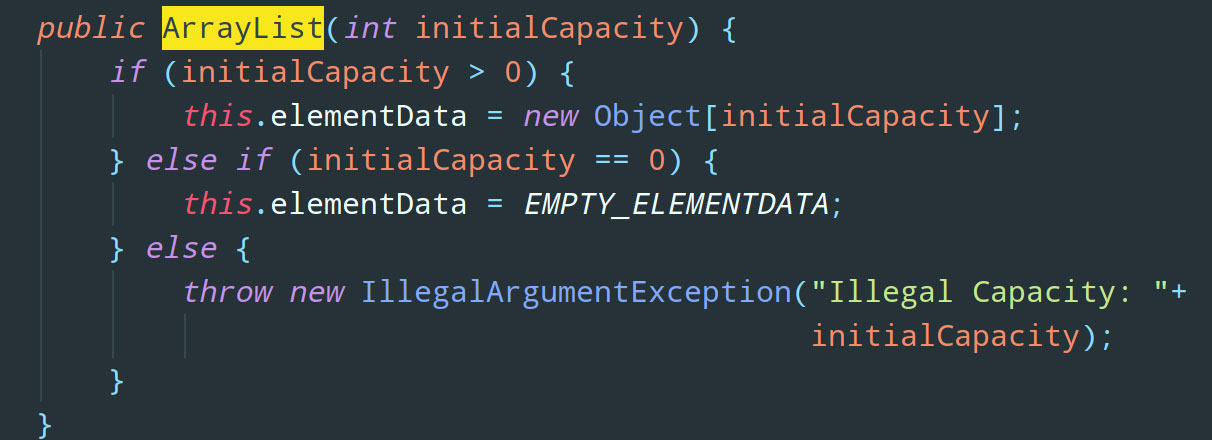 public ArrayList(int initialCapacity) {
if (initialCapacity > 0) {
this.elementData = new Object[initialCapacity];
} else if (initialCapacity == 0) {
this.elementData = EMPTY_ELEMENTDATA;
} else {
throw new IllegalArgumentException("Illegal Capacity: "+
initialCapacity);
}
}